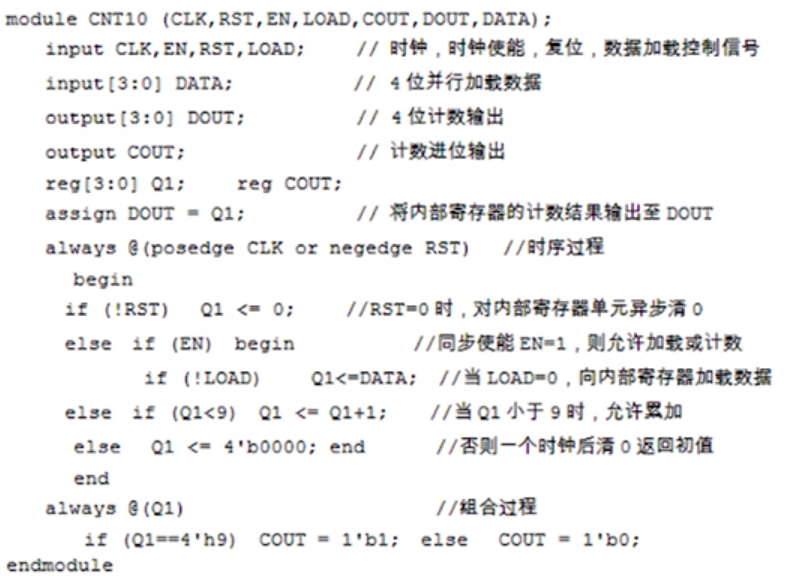 module CNT10 (CLK,RST,EN,LOAD,COUT,DOUT,DATA);
input CLK,EN,RST,LOAD; // 时钟，时钟使能，复位，数据加载控制信号
input[3:0] DATA; // 4 位并行加载数据
output[3:0] DOUT; // 4 位计数输出
output COUT; // 计数进位输出
reg[3:0] Q1; reg COUT;
assign DOUT = Q1; // 将内部寄存器的计数结果输出至 DOUT
always @(posedge CLK or negedge RST) //时序过程
begin
if (!RST) Q1 <= 0; //RST=0 时，对内部寄存器单元异步清 0
else if (EN) begin //同步使能 EN=1，则允许加载或计数
if (!LOAD) Q1<=DATA; //当 LOAD=0，向内部寄存器加载数据
else if (Q1<9) Q1 <= Q1+1; //当 Q1 小于 9 时，允许累加
else Q1 <= 4'b0000; end //否则一个时钟后清 0 返回初值
end
always @(Q1) //组合过程
if (Q1==4'h9) COUT = 1'b1; else COUT = 1'b0;
endmodule